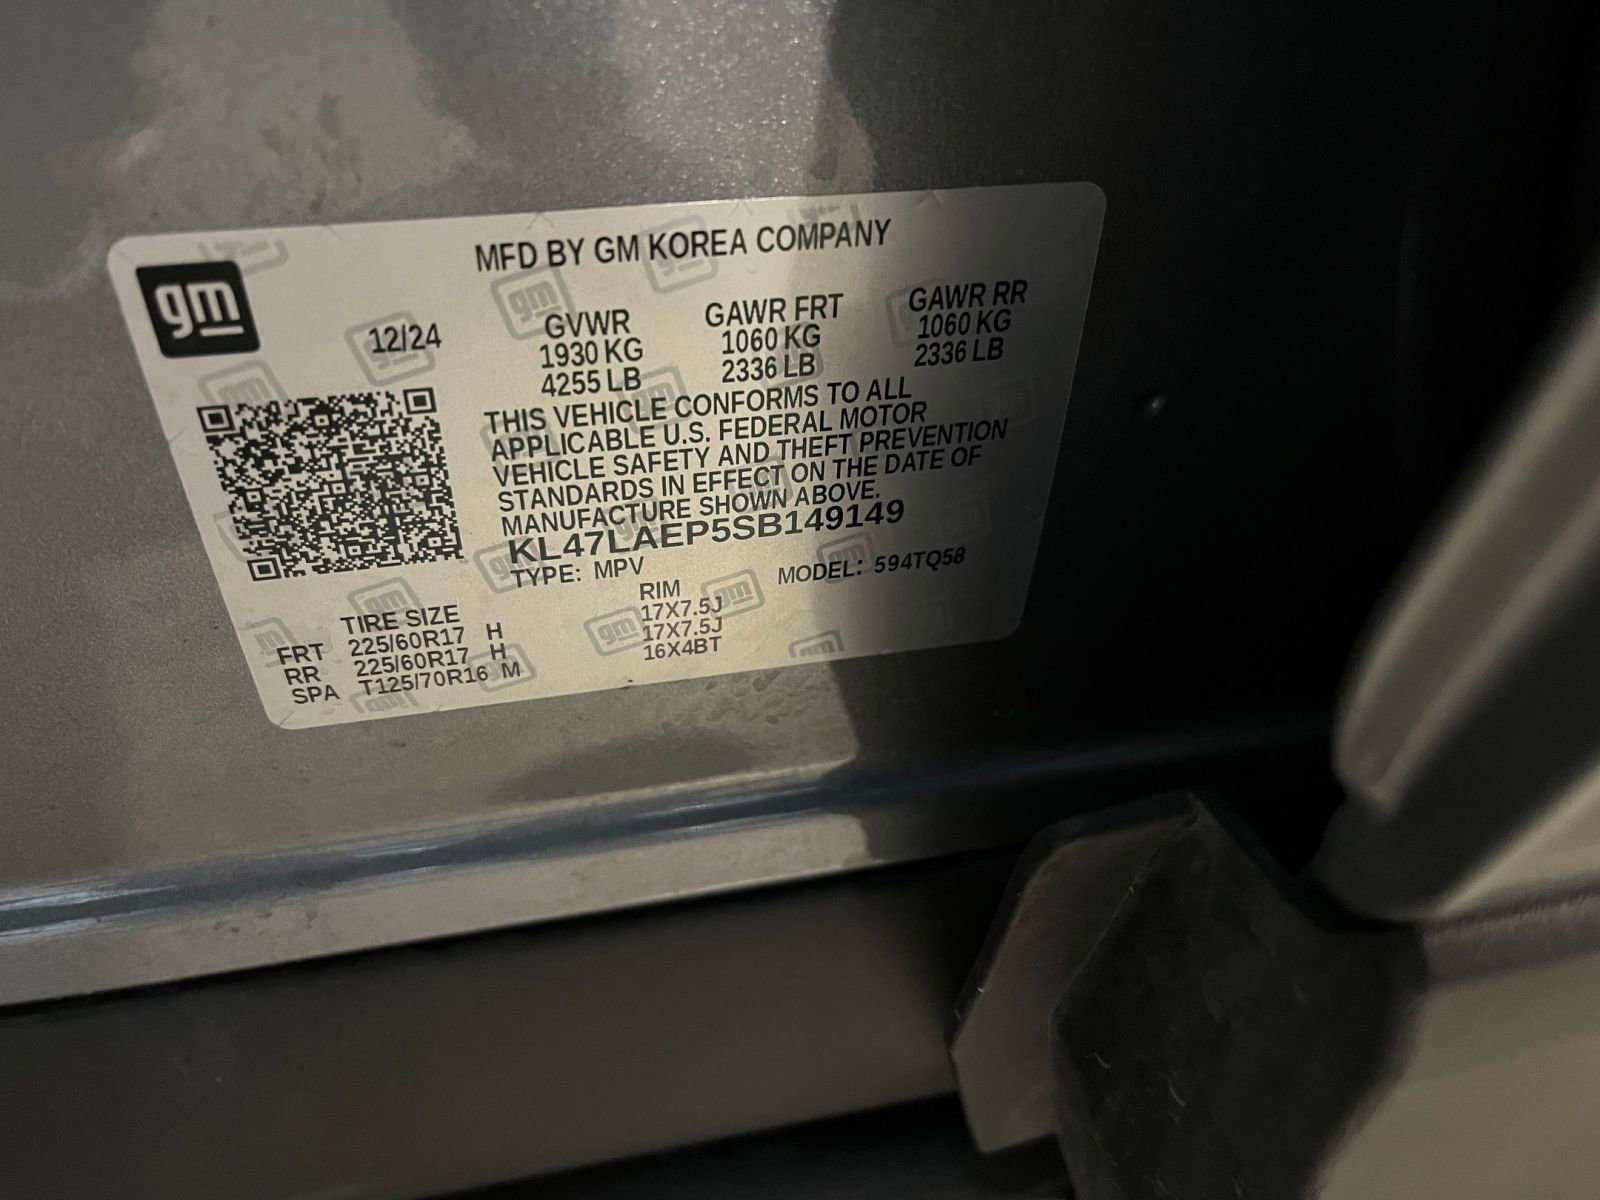 gm
MFD BY GM KOREA COMPANY
12/24
GVWR GAWR FRT GAWR RR
1930 KG 1060 KG 1060 KG
4255 LB 2336 LB 2336 LB
THIS VEHICLE CONFORMS TO ALL
APPLICABLE U.S. FEDERAL MOTOR
VEHICLE SAFETY AND THEFT PREVENTION
STANDARDS IN EFFECT ON THE DATE OF
MANUFACTURE SHOWN ABOVE.
KL47LAEP5SB149149
TYPE: MPV MODEL: 594TQ58
TIRE SIZE RIM
FRT 225/60R17 H 17X7.5J
RR 225/60R17 H 17X7.5J
SPA T125/70R16 M 16X4BT